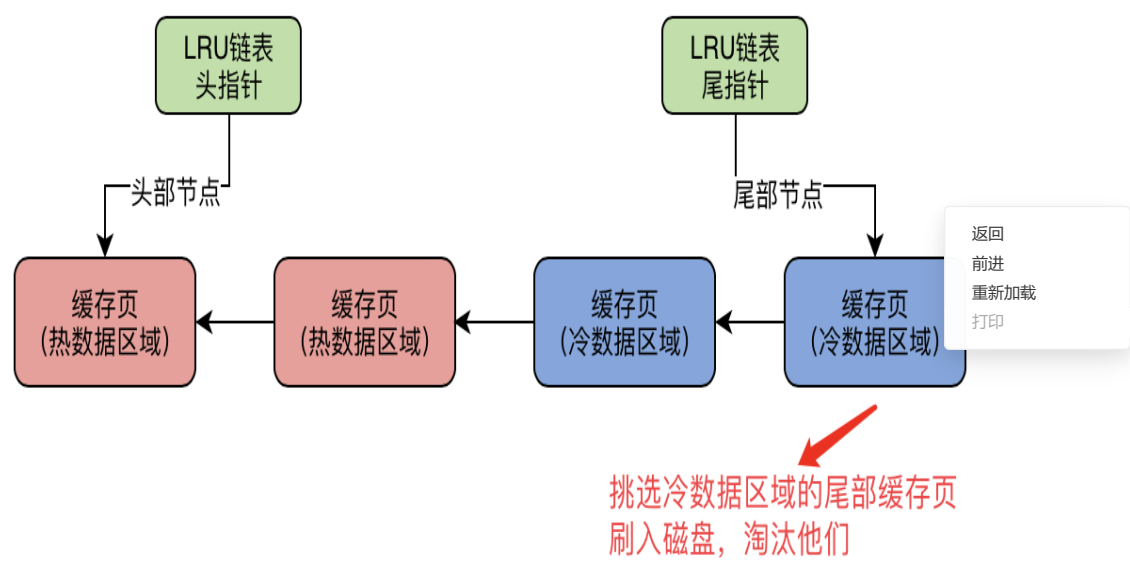 LRU链表
头指针
LRU链表
尾指针
头部节点
尾部节点
返回
前进
重新加载
打印
缓存页
(热数据区域)
缓存页
(热数据区域)
缓存页
(冷数据区域)
缓存页
(冷数据区域)
挑选冷数据区域的尾部缓存页
刷入磁盘，淘汰他们